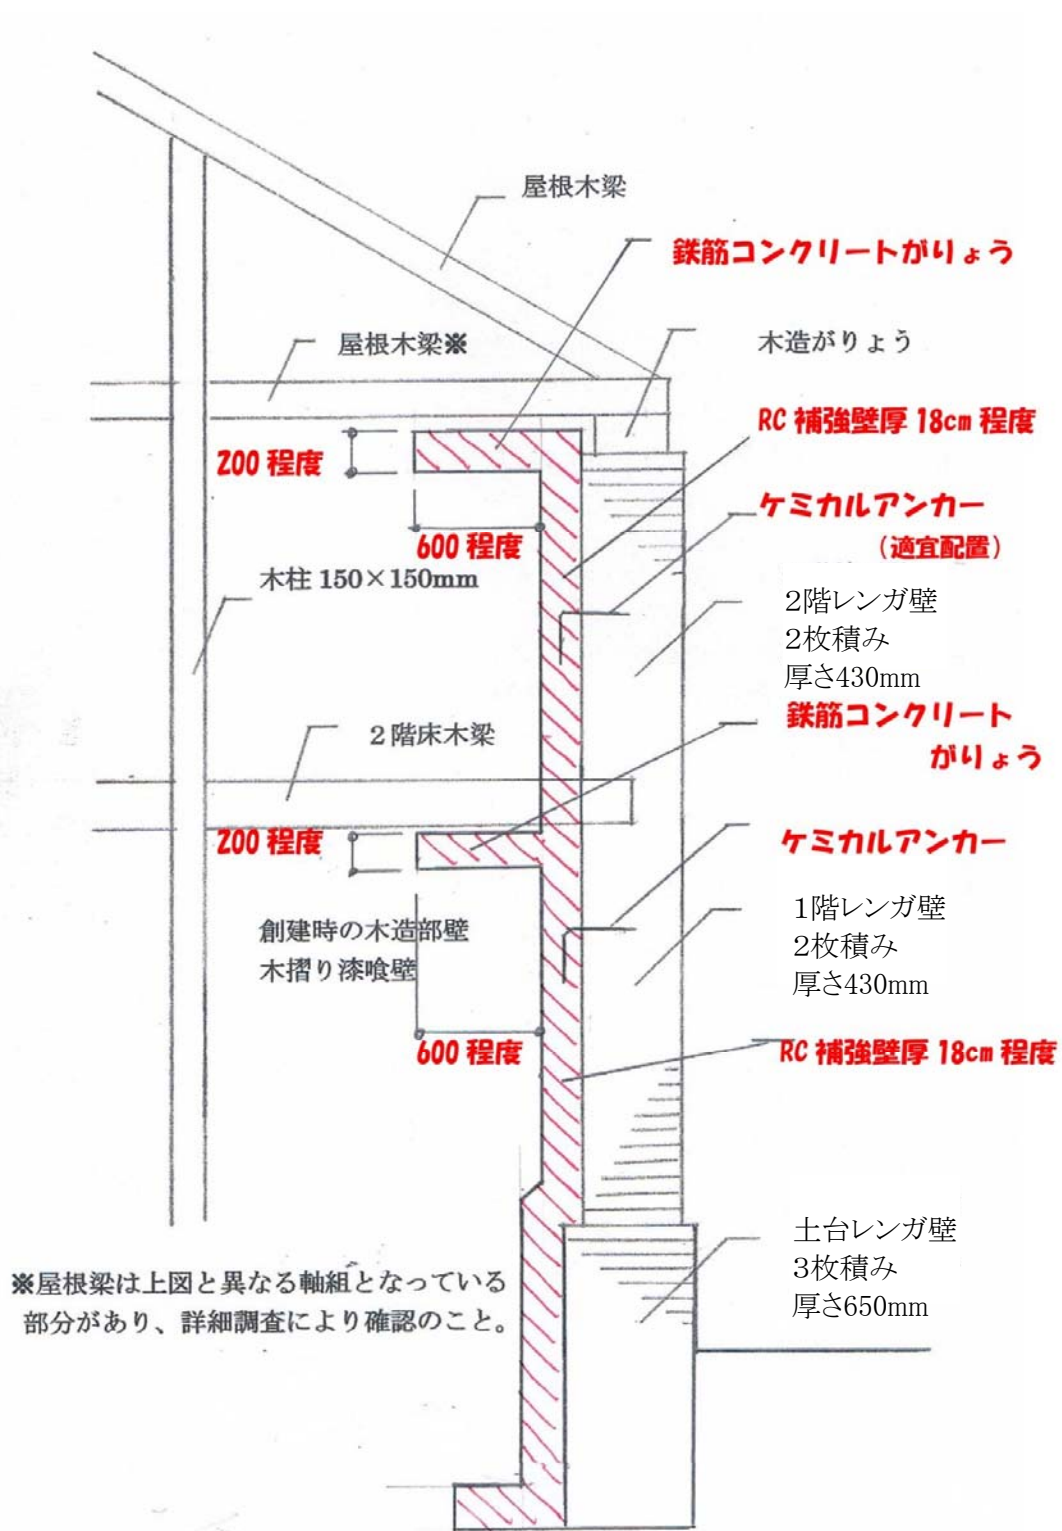 屋根木梁
鉄筋コンクリートがりょう
屋根木梁※
木造がりょう
RC 補強壁厚 18cm 程度
200 程度
ケミカルアンカー
（適宜配置）
600 程度
木柱 150×150mm
2階レンガ壁
2枚積み
厚さ430mm
鉄筋コンクリート
がりょう
２階床木梁
200 程度
ケミカルアンカー
1階レンガ壁
2枚積み
厚さ430mm
創建時の木造部壁
木摺り漆喰壁
600 程度
RC 補強壁厚 18cm 程度
土台レンガ壁
3枚積み
厚さ650mm
※屋根梁は上図と異なる軸組となっている
部分があり、詳細調査により確認のこと。